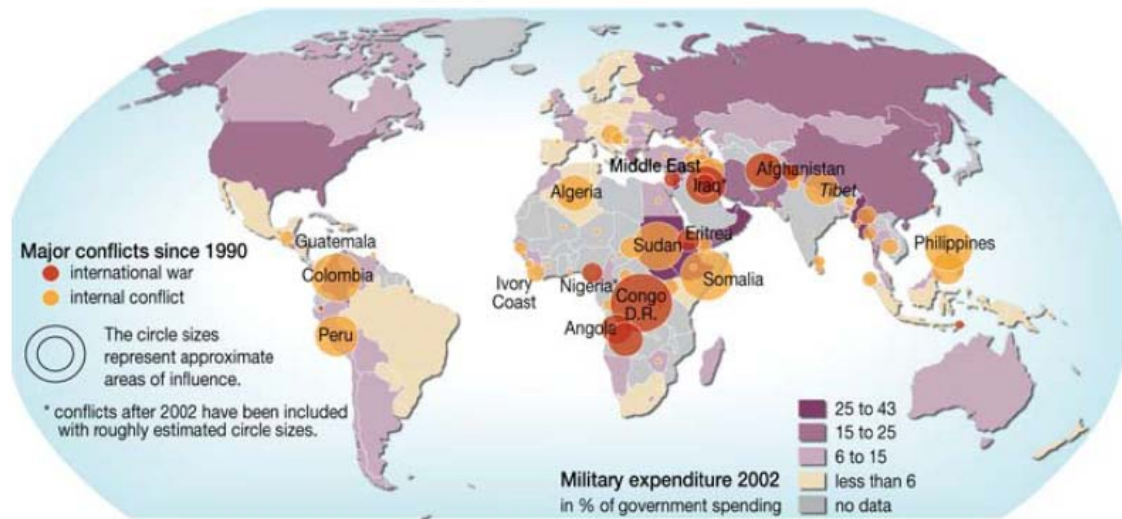 Middle East
Afghanistan
Iraq*
Tibet
Algeria
Guatemala
Sudan
Eritrea
Philippines
Major conflicts since 1990
international war
internal conflict
Colombia
Ivory
Coast
Nigeria*
Somalia
Congo
D.R.
Angola
Peru
The circle sizes
represent approximate
areas of influence.
* conflicts after 2002 have been included
with roughly estimated circle sizes.
Military expenditure 2002
in % of government spending
25 to 43
15 to 25
6 to 15
less than 6
no data